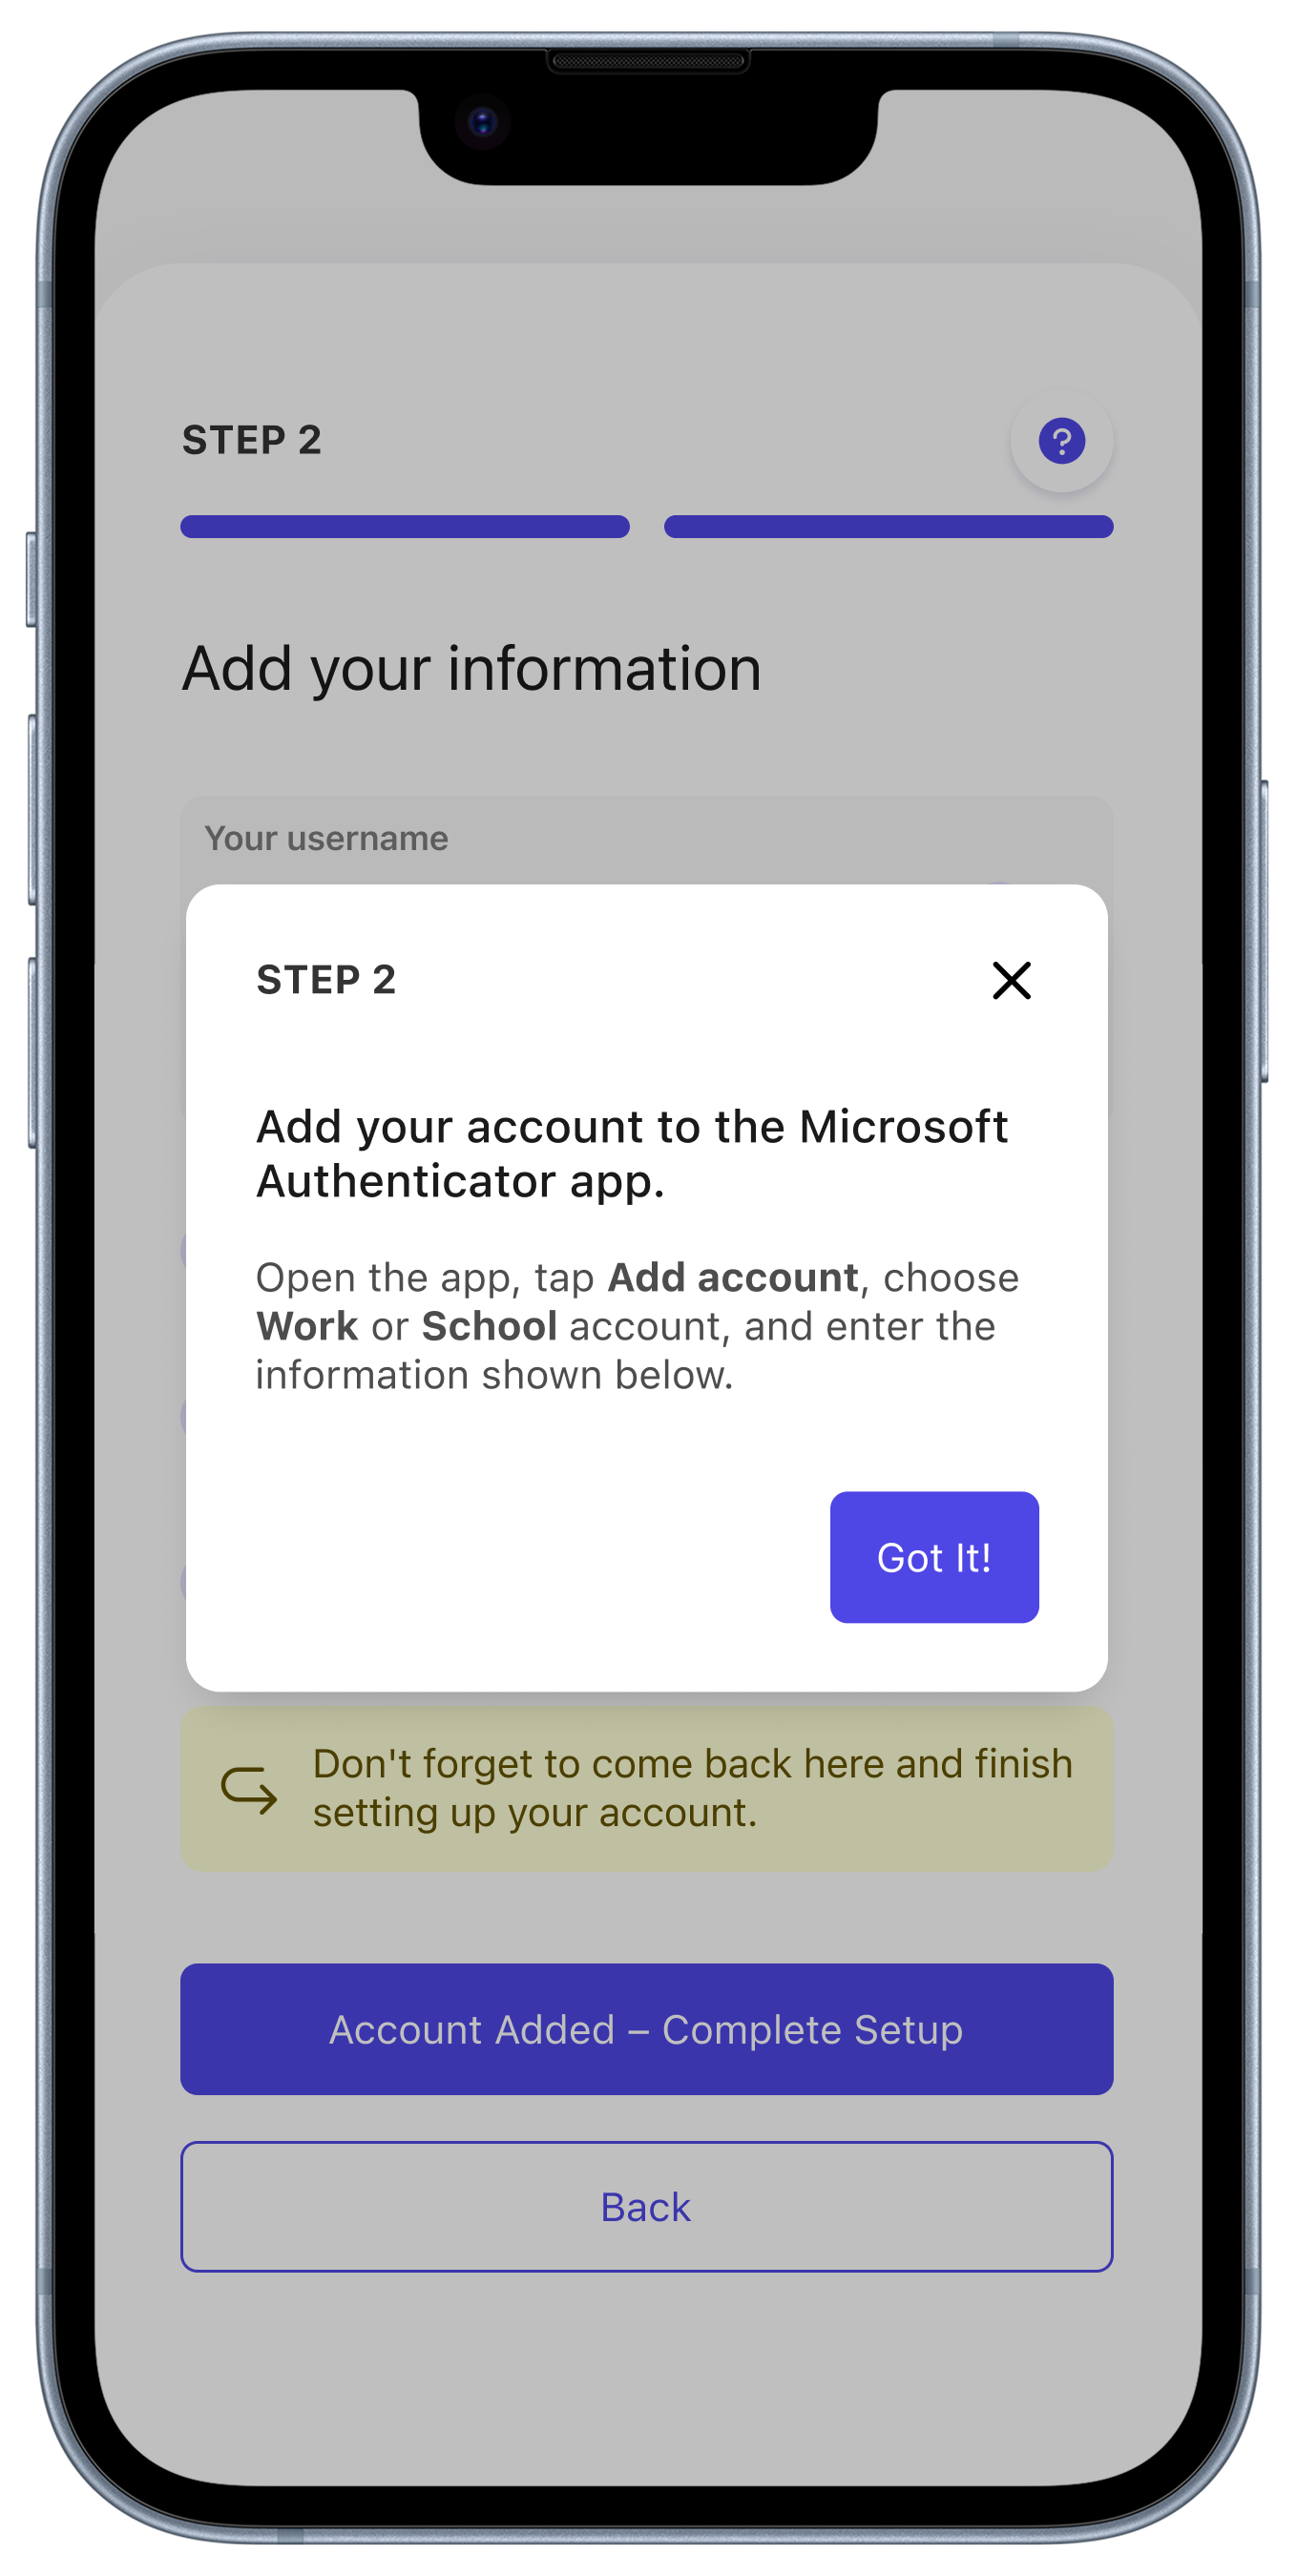 STEP 2
?
Add your information
Your username
STEP 2
Add your account to the Microsoft
Authenticator app.
Open the app, tap Add account, choose
Work or School account, and enter the
information shown below.
Got It!
Don't forget to come back here and finish
setting up your account.
Account Added – Complete Setup
Back